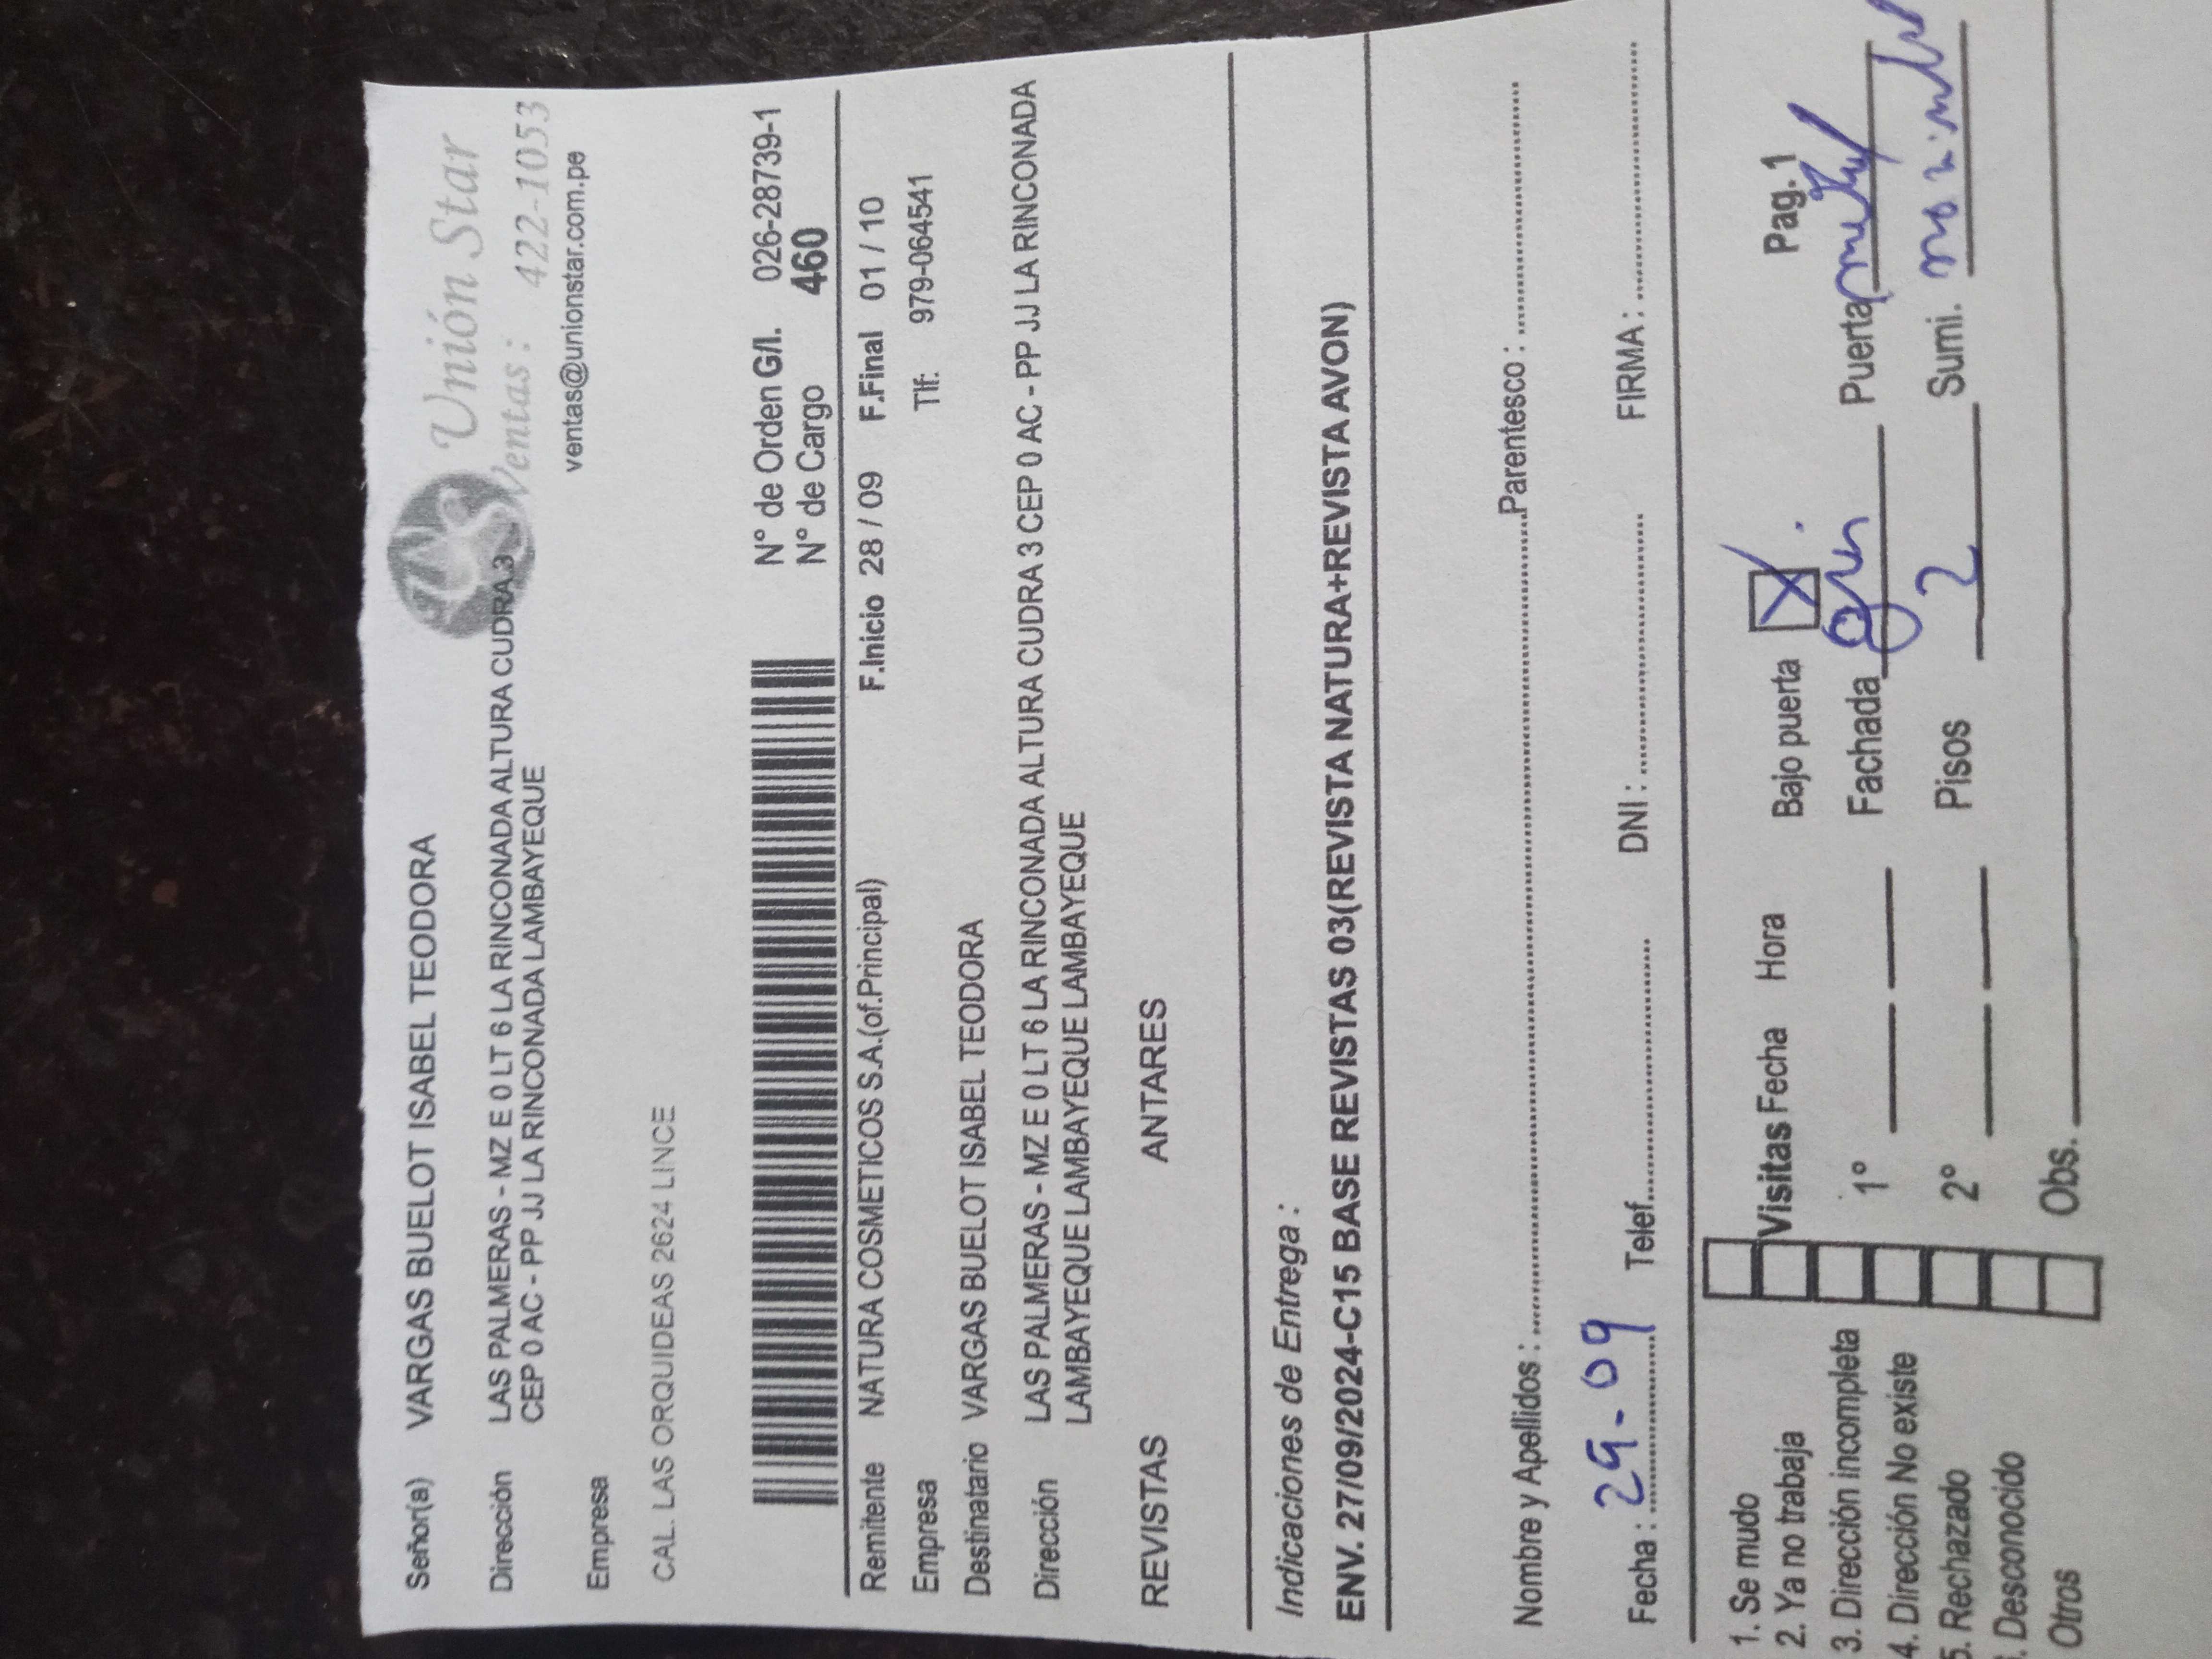 Señor(a) VARGAS BUELOT ISABEL TEODORA
Unión Star
Ventas : 422-1053
Dirección LAS PALMERAS - MZ E 0 LT 6 LA RINCONADA ALTURA CUDRA 3
CEP 0 AC - PP JJ LA RINCONADA LAMBAYEQUE
ventas@unionstar.com.pe
Empresa
CAL. LAS ORQUIDEAS 2624 LINCE
N° de Orden G/I. 026-28739-1
N° de Cargo 460
Remitente NATURA COSMETICOS S.A.(of.Principal) F.Inicio 28 / 09 F.Final 01 / 10
Empresa Tlf: 979-064541
Destinatario VARGAS BUELOT ISABEL TEODORA
Dirección LAS PALMERAS - MZ E 0 LT 6 LA RINCONADA ALTURA CUDRA 3 CEP 0 AC - PP JJ LA RINCONADA
LAMBAYEQUE LAMBAYEQUE LAMBAYEQUE
REVISTAS ANTARES
Indicaciones de Entrega :
ENV. 27/09/2024-C15 BASE REVISTAS 03(REVISTA NATURA+REVISTA AVON)
Nombre y Apellidos : Parentesco :
Fecha : 29-09 Telef. DNI : FIRMA :
1. Se mudo
2. Ya no trabaja
3. Dirección incompleta
4. Dirección No existe
5. Rechazado
. Desconocido
Otros
Visitas Fecha Hora
1°
2°
Obs.
Bajo puerta X Pag. 1
Fachada Puerta
Pisos 2 Sumi.